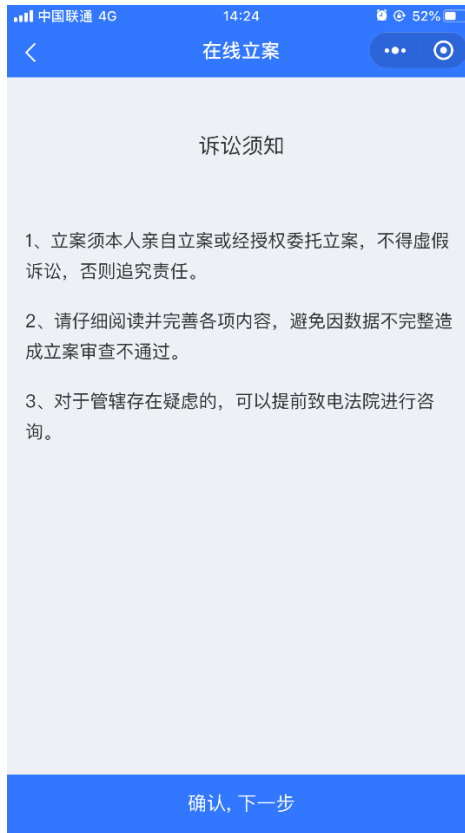 中国联通 4G 14:24 52%
在线立案
诉讼须知
1、立案须本人亲自立案或经授权委托立案，不得虚假
诉讼，否则追究责任。
2、请仔细阅读并完善各项内容，避免因数据不完整造
成立案审查不通过。
3、对于管辖存在疑虑的，可以提前致电法院进行咨
询。
确认, 下一步